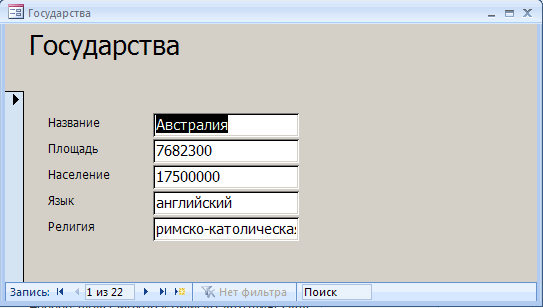 Государства
Государства
Название Австралия
Площадь 7682300
Население 17500000
Язык английский
Религия римско-католическая
Запись: 1 из 22 Нет фильтра Поиск